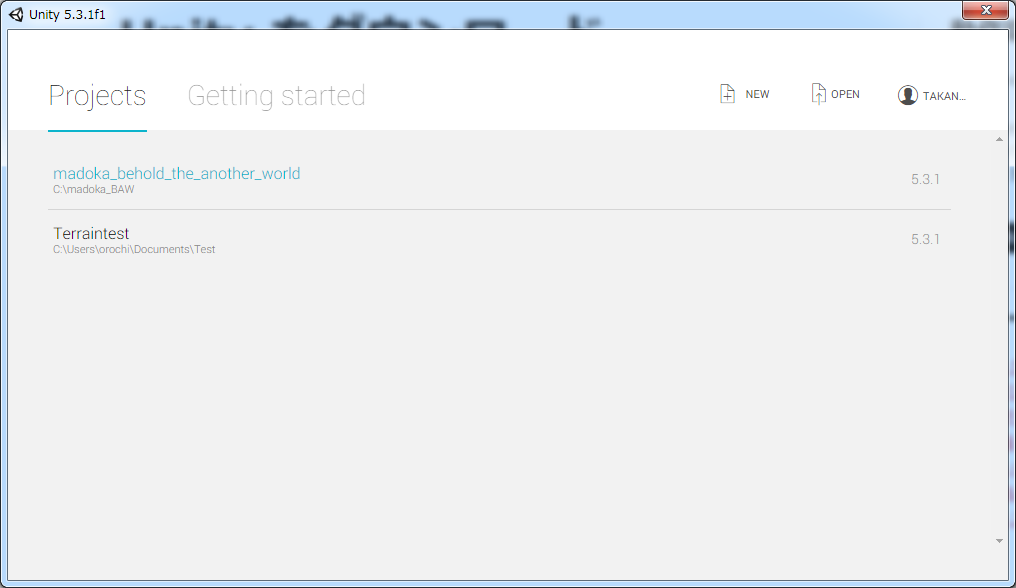 Unity 5.3.1f1
Projects
Getting started
NEW
OPEN
TAKAN...
madoka_behold_the_another_world
C:\madoka_BAW
5.3.1
Terraintest
C:\Users\orochi\Documents\Test
5.3.1